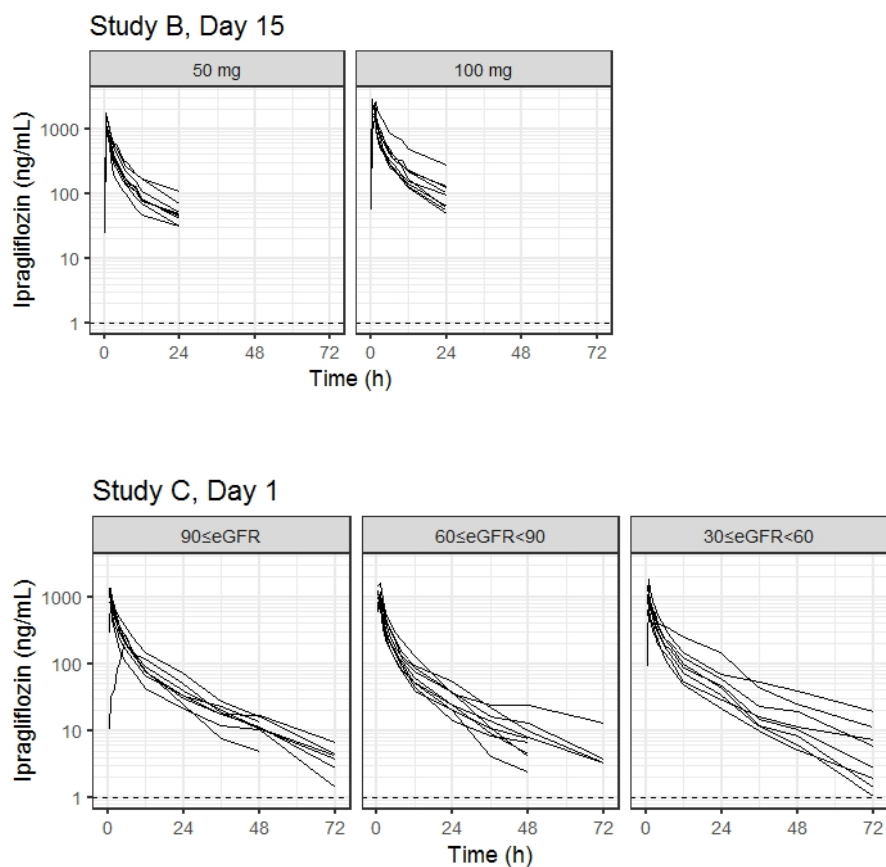 Study B, Day 15
50 mg 100 mg
Ipragliflozin (ng/mL)
1000
100
10
1
0 24 48 72 0 24 48 72
Time (h)
Study C, Day 1
90≤eGFR 60≤eGFR<90 30≤eGFR<60
Ipragliflozin (ng/mL)
1000
100
10
1
0 24 48 72 0 24 48 72 0 24 48 72
Time (h)